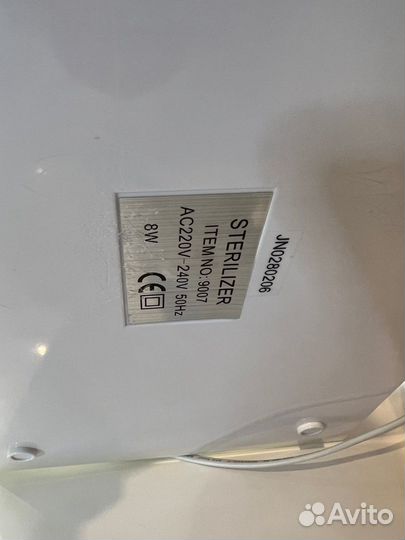 STERILIZER
ITEM NO: 9007
AC220V-240V 50Hz
8W
CE
JN0280206
Avito